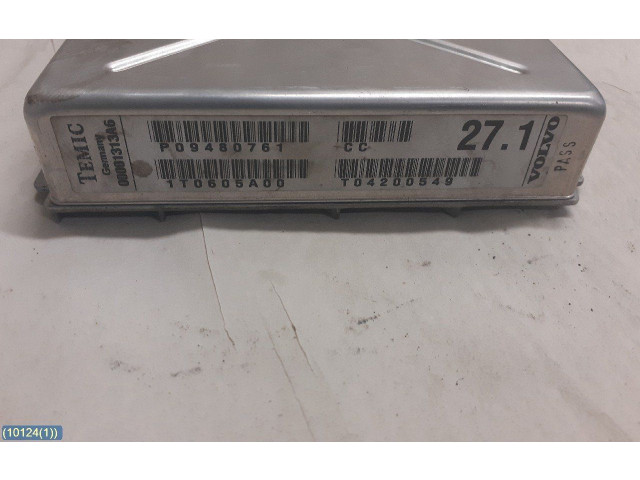 TEMIC
Germany
00001313A6
P09480761
CC
1T0605A00
T04200549
27.1
VOLVO
PASS
(10124(1))